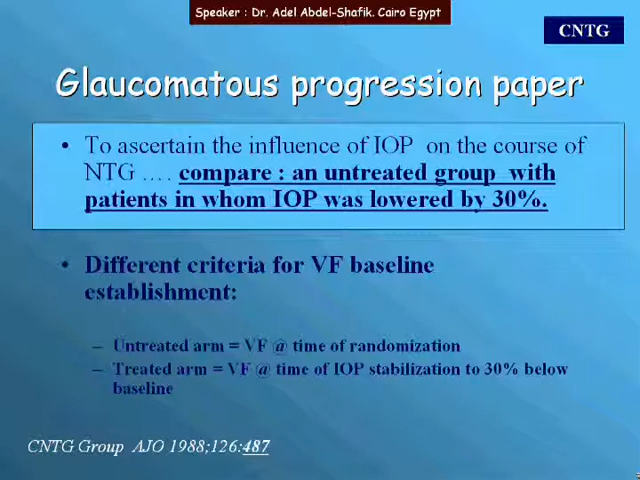 Speaker : Dr. Adel Abdel-Shafik. Cairo Egypt
CNTG
Glaucomatous progression paper
• To ascertain the influence of IOP on the course of
NTG …. compare : an untreated group with
patients in whom IOP was lowered by 30%.
• Different criteria for VF baseline
establishment:
– Untreated arm = VF @ time of randomization
– Treated arm = VF @ time of IOP stabilization to 30% below
baseline
CNTG Group AJO 1988;126:487